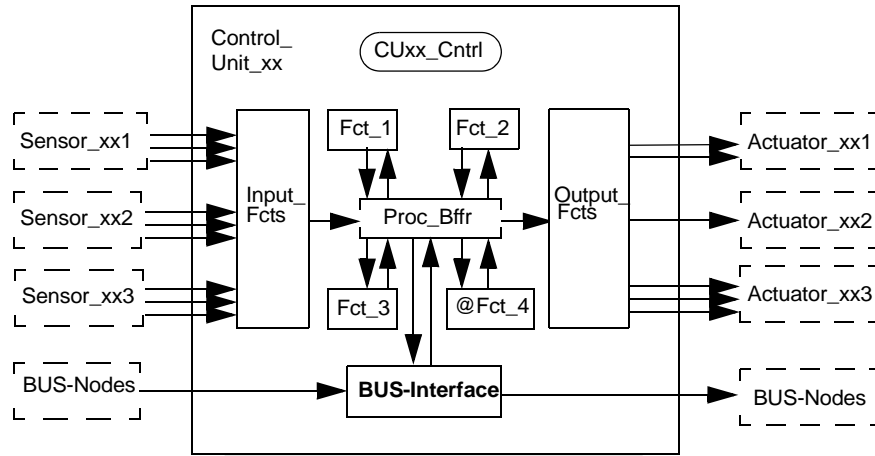 Control_
Unit_xx
CUxx_Cntrl
Sensor_xx1
Sensor_xx2
Sensor_xx3
BUS-Nodes
Input_
Fcts
Fct_1
Fct_2
Proc_Bffr
Fct_3
@Fct_4
BUS-Interface
Output_
Fcts
Actuator_xx1
Actuator_xx2
Actuator_xx3
BUS-Nodes